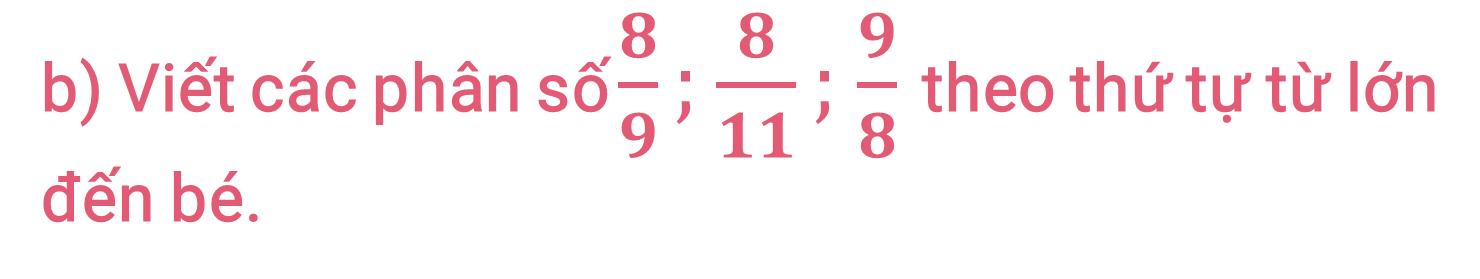 b) Viết các phân số 8/9 ; 8/11 ; 9/8 theo thứ tự từ lớn
đến bé.